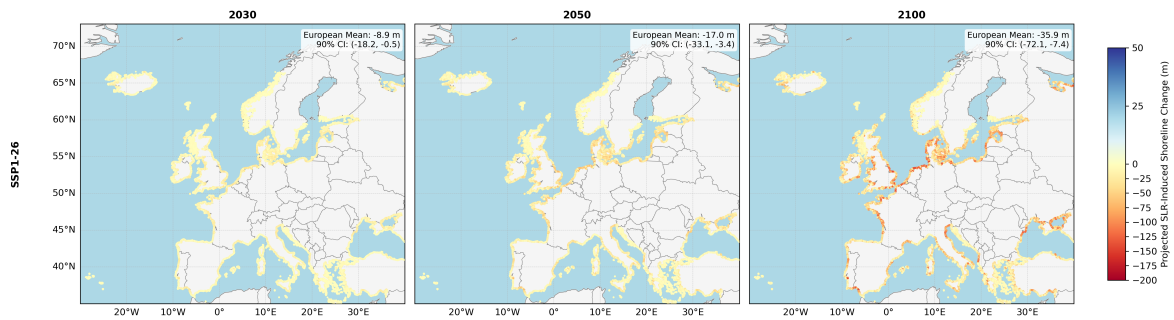 2030
2050
2100
European Mean: -8.9 m
90% CI: (-18.2, -0.5)
European Mean: -17.0 m
90% CI: (-33.1, -3.4)
European Mean: -35.9 m
90% CI: (-72.1, -7.4)
SSP1-26
70°N
65°N
60°N
55°N
50°N
45°N
40°N
20°W
10°W
0°
10°E
20°E
30°E
20°W
10°W
0°
10°E
20°E
30°E
20°W
10°W
0°
10°E
20°E
30°E
50
25
0
−25
−50
−75
−100
−125
−150
−175
−200
Projected SLR-Induced Shoreline Change (m)